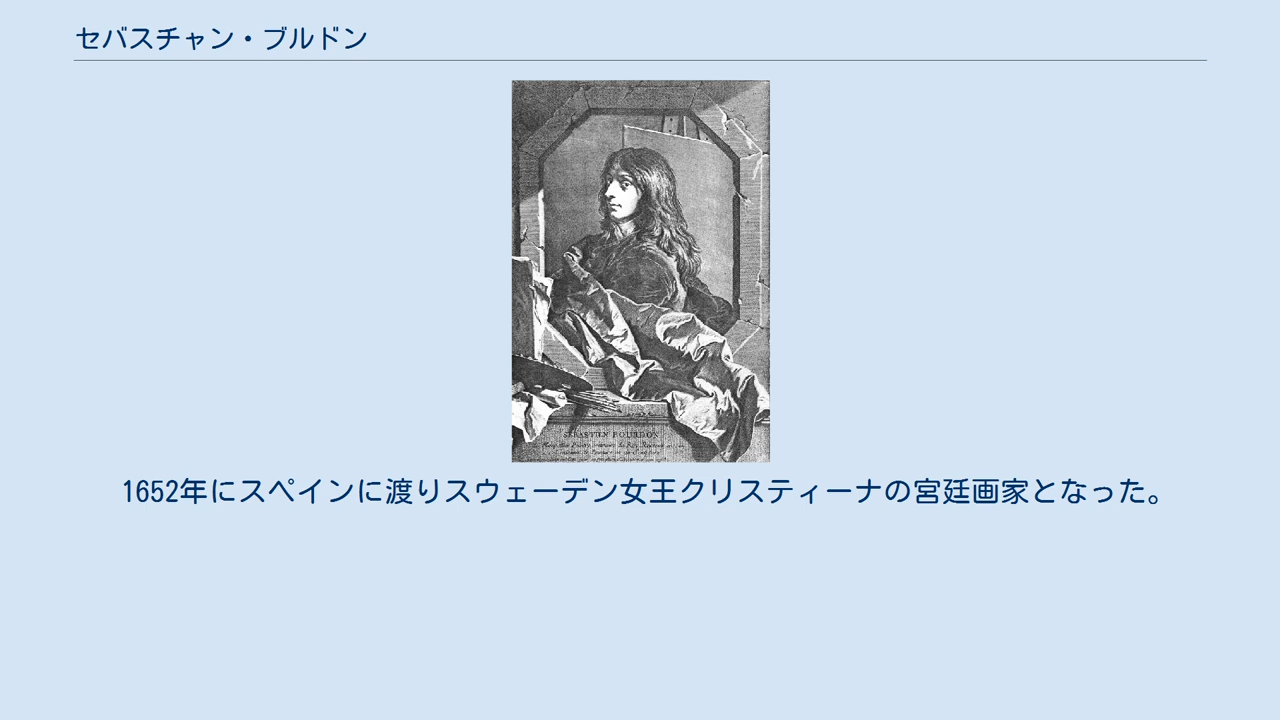 セバスチャン・ブルドン
SEBASTIEN BOURDON
1652年にスペインに渡りスウェーデン女王クリスティーナの宮廷画家となった。